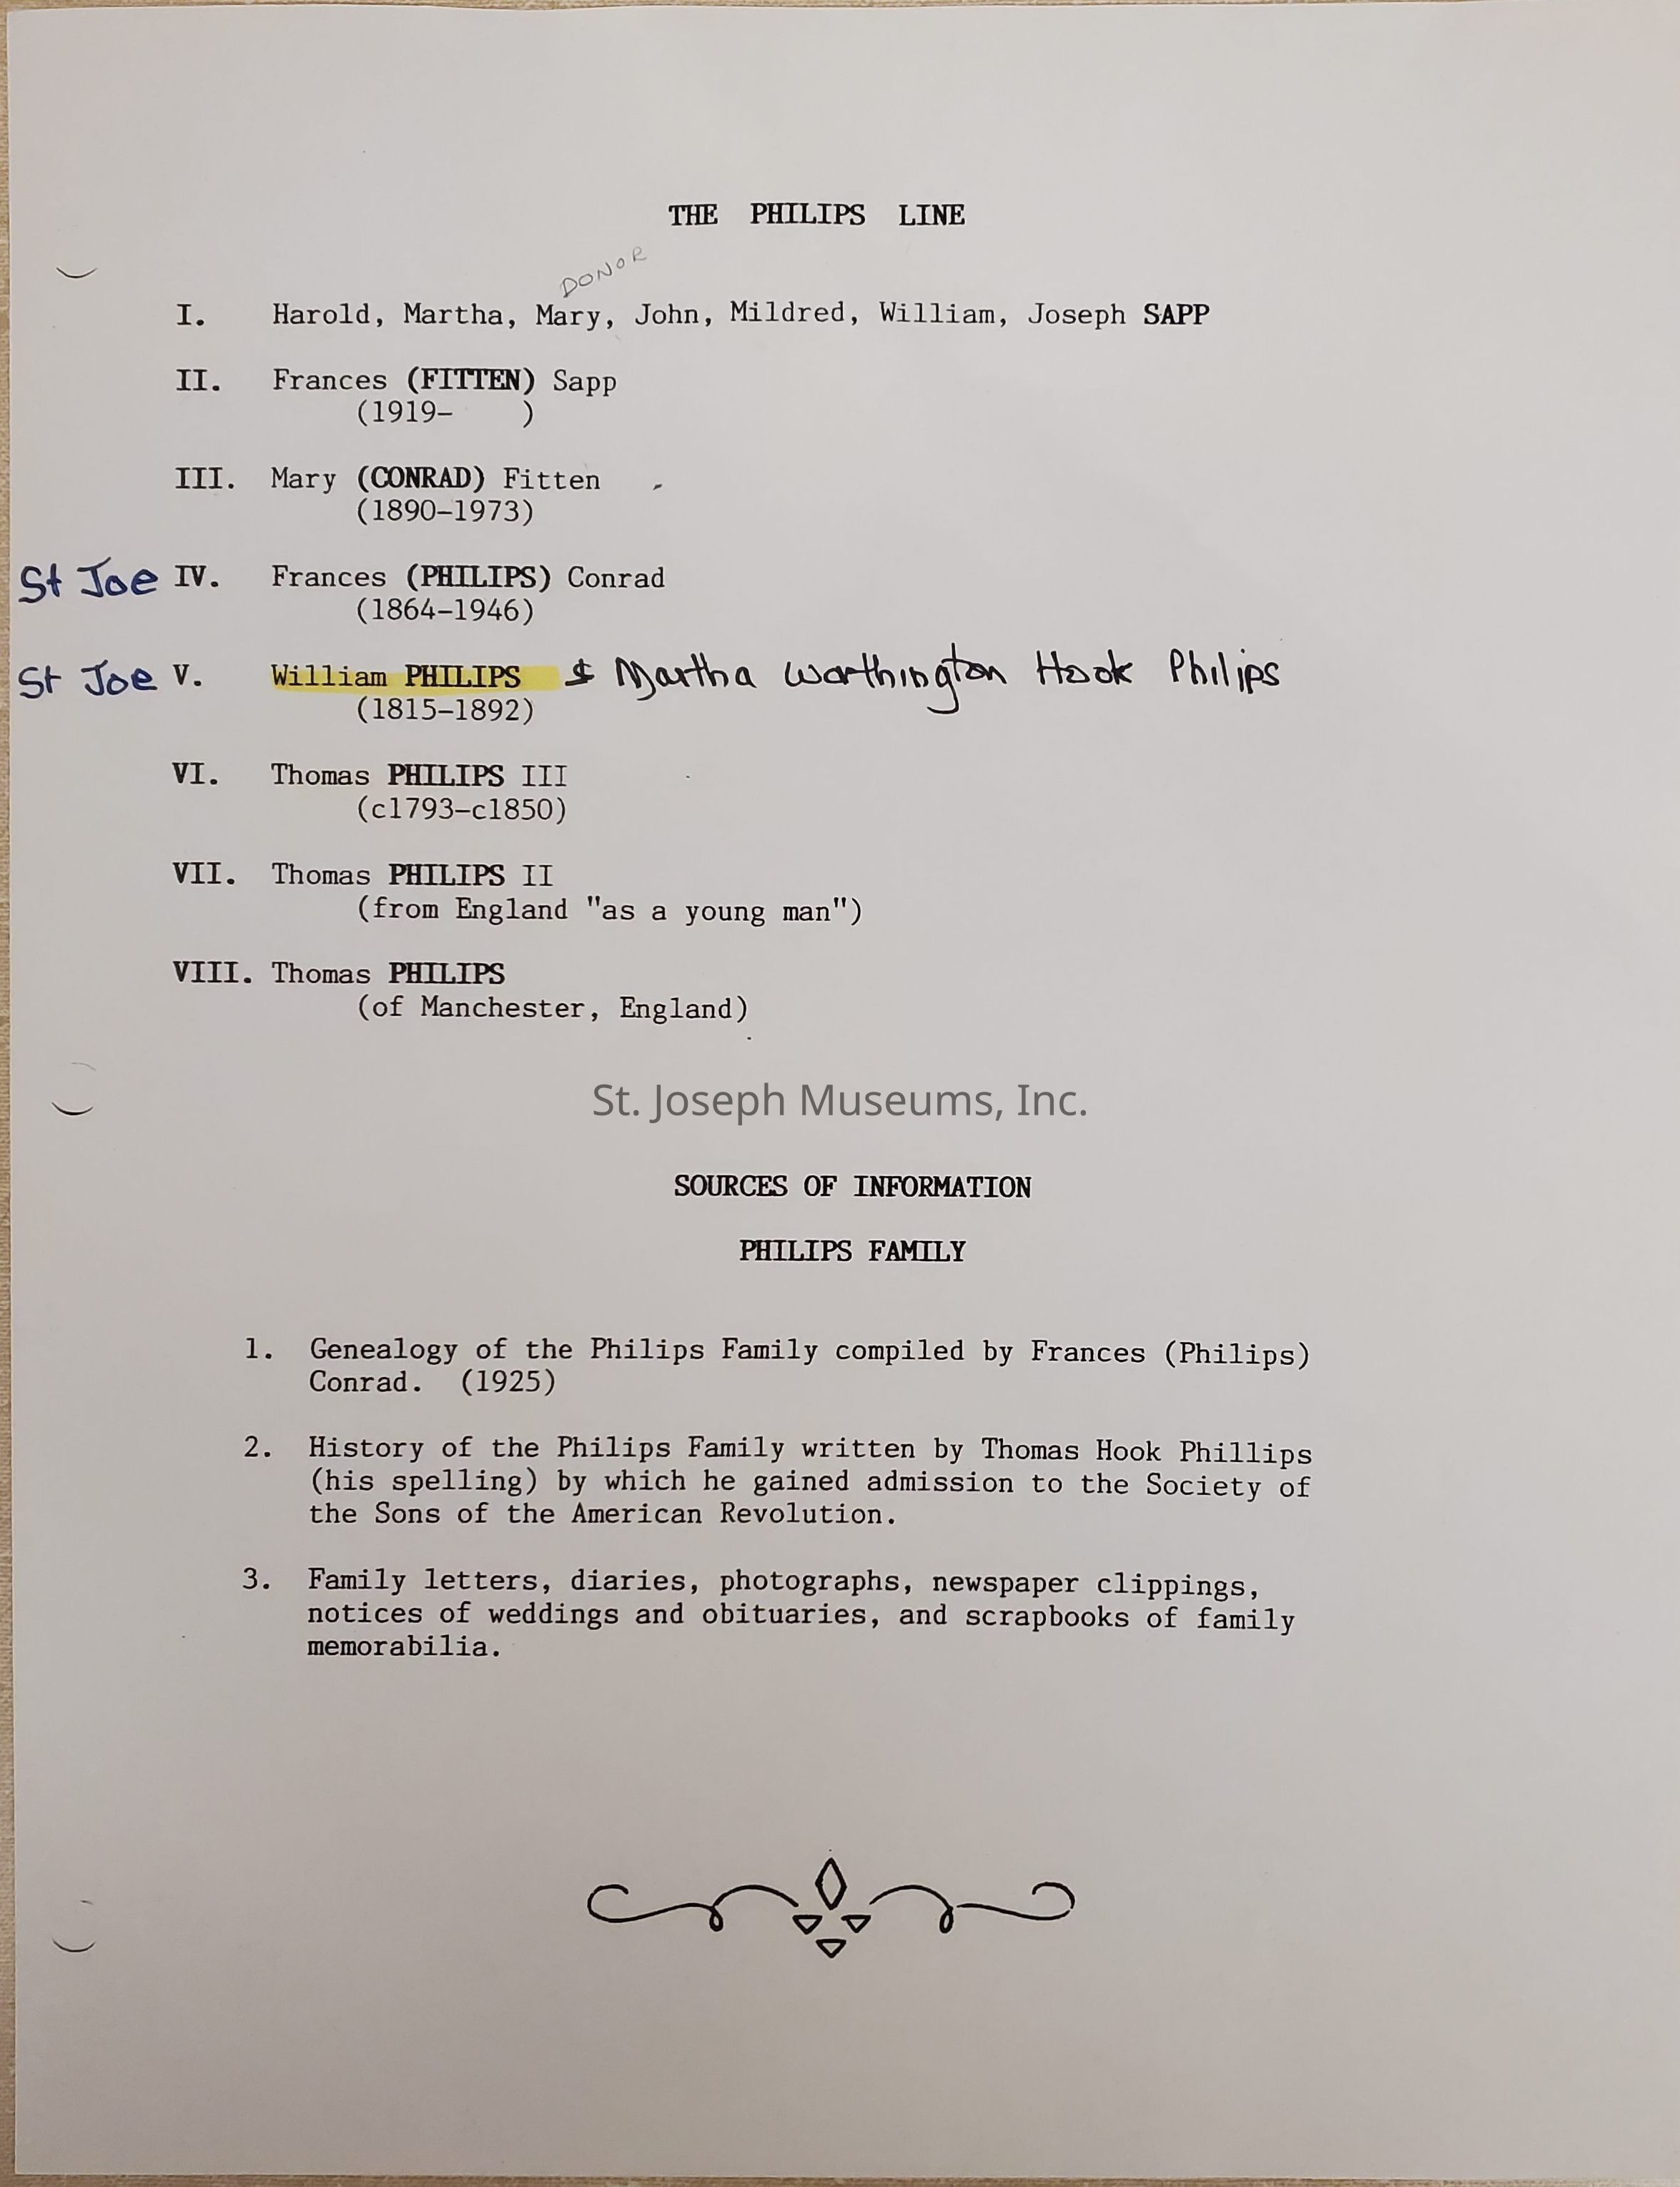 THE PHILIPS LINE
DONOR
I. Harold, Martha, Mary, John, Mildred, William, Joseph SAPP
II. Frances (FITTEN) Sapp
(1919- )
III. Mary (CONRAD) Fitten
(1890-1973)
St Joe IV. Frances (PHILIPS) Conrad
(1864-1946)
St Joe V. William PHILIPS & Martha Worthington Hook Philips
(1815-1892)
VI. Thomas PHILIPS III
(c1793-c1850)
VII. Thomas PHILIPS II
(from England "as a young man")
VIII. Thomas PHILIPS
(of Manchester, England)
St. Joseph Museums, Inc.
SOURCES OF INFORMATION
PHILIPS FAMILY
1. Genealogy of the Philips Family compiled by Frances (Philips)
Conrad. (1925)
2. History of the Philips Family written by Thomas Hook Phillips
(his spelling) by which he gained admission to the Society of
the Sons of the American Revolution.
3. Family letters, diaries, photographs, newspaper clippings,
notices of weddings and obituaries, and scrapbooks of family
memorabilia.